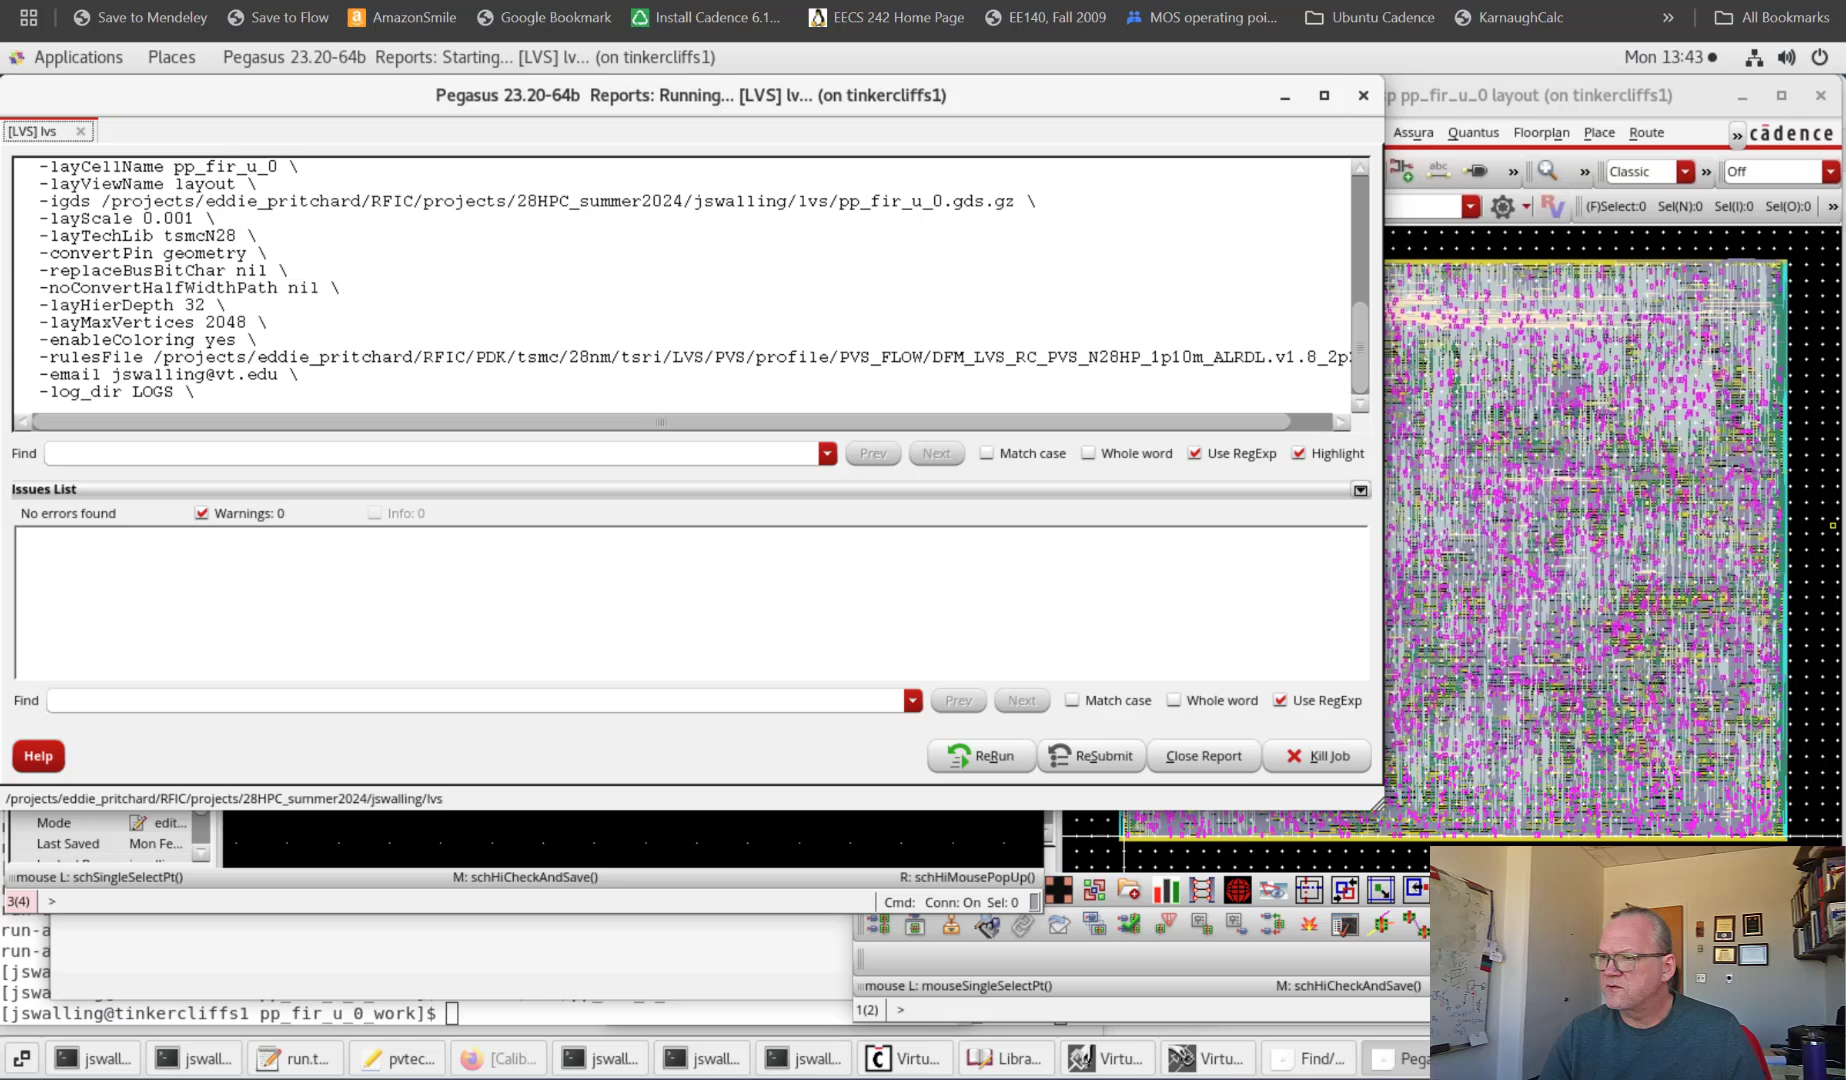 Save to Mendeley
Save to Flow
AmazonSmile
Google Bookmark
Install Cadence 6.1...
EECS 242 Home Page
EE140, Fall 2009
MOS operating poi...
Ubuntu Cadence
KarnaughCalc
»
All Bookmarks
Applications Places Pegasus 23.20-64b Reports: Starting... [LVS] lv... (on tinkercliffs1)
Mon 13:43
Pegasus 23.20-64b Reports: Running... [LVS] lv... (on tinkercliffs1)
pp_fir_u_0 layout (on tinkercliffs1)
[LVS] lvs
Assura Quantus Floorplan Place Route » cādence
-layCellName pp_fir_u_0 \
-layViewName layout \
-igds /projects/eddie_pritchard/RFIC/projects/28HPC_summer2024/jswalling/lvs/pp_fir_u_0.gds.gz \
-layScale 0.001 \
-layTechLib tsmcN28 \
-convertPin geometry \
-replaceBusBitChar nil \
-noConvertHalfWidthPath nil \
-layHierDepth 32 \
-layMaxVertices 2048 \
-enableColoring yes \
-rulesFile /projects/eddie_pritchard/RFIC/PDK/tsmc/28nm/tsri/LVS/PVS/profile/PVS_FLOW/DFM_LVS_RC_PVS_N28HP_1p10m_ALRDL.v1.8_2p
-email jswalling@vt.edu \
-log_dir LOGS \
abc » » Classic » Off
(F)Select:0 Sel(N):0 Sel(I):0 Sel(O):0 »
Find Prev Next Match case Whole word Use RegExp Highlight
Issues List
No errors found Warnings: 0 Info: 0
Find Prev Next Match case Whole word Use RegExp
Help ReRun ReSubmit Close Report Kill Job
/projects/eddie_pritchard/RFIC/projects/28HPC_summer2024/jswalling/lvs
Mode edit...
Last Saved Mon Fe...
mouse L: schSingleSelectPt() M: schHiCheckAndSave() R: schHiMousePopUp()
3(4) > Cmd: Conn: On Sel: 0
run-a
run-a
[jswa
[jswa
mouse L: mouseSingleSelectPt() M: schHiCheckAndSave()
[jswalling@tinkercliffs1 pp_fir_u_0_work]$
1(2) >
jswall...
jswall...
run.t...
pvtec...
[Calib...
jswall...
jswall...
jswall...
Virtu...
Libra...
Virtu...
Virtu...
Find/...
Pega